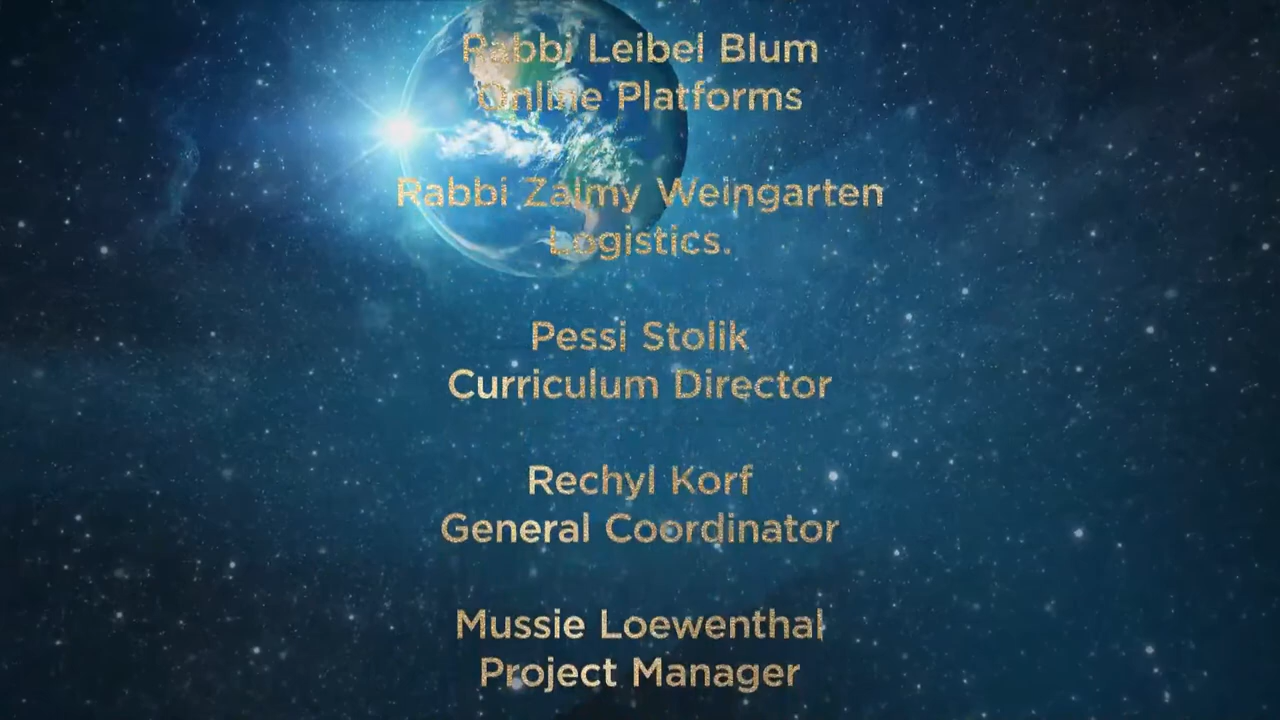 Rabbi Leibel Blum
Online Platforms
Rabbi Zalmy Weingarten
Logistics.
Pessi Stolik
Curriculum Director
Rechyl Korf
General Coordinator
Mussie Loewenthal
Project Manager